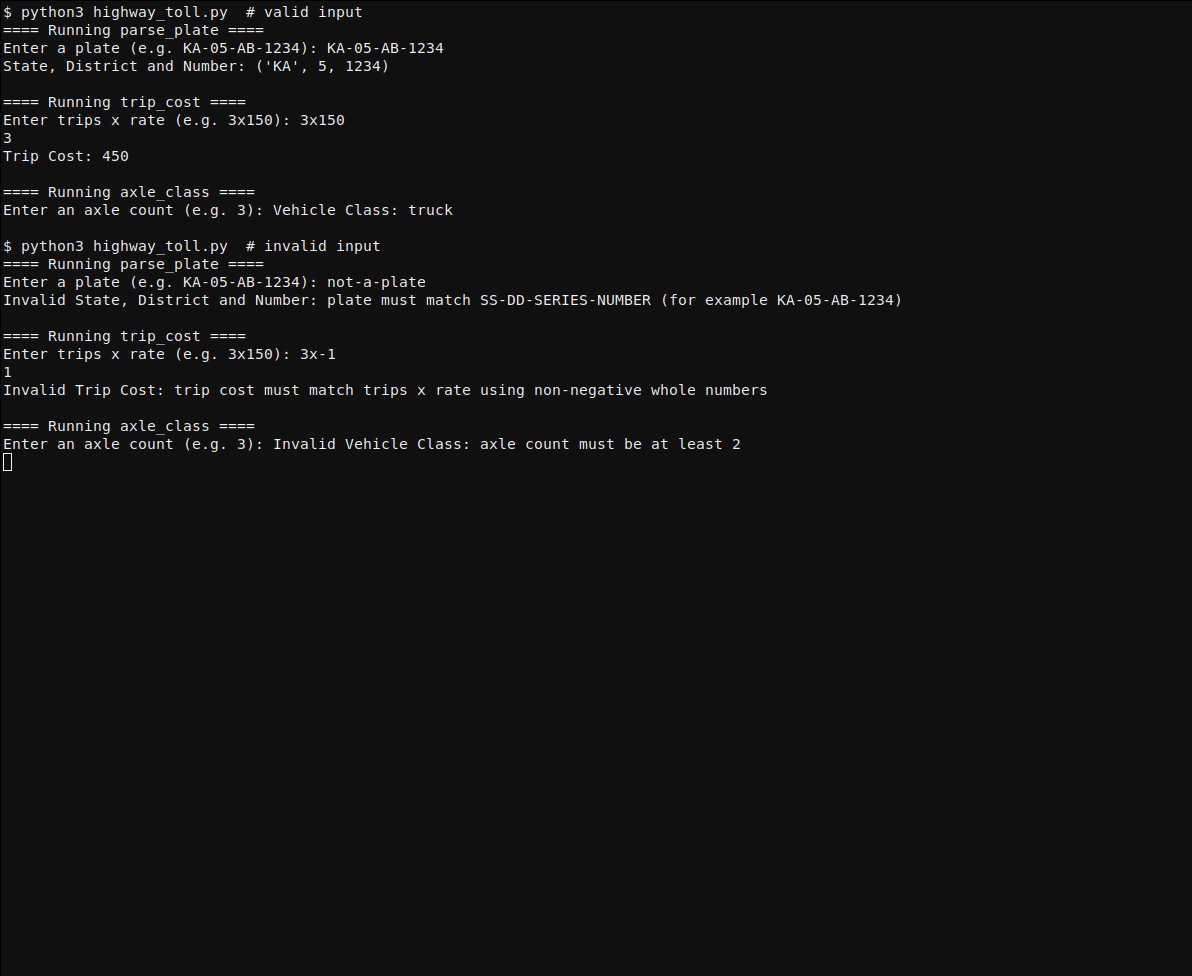 $ python3 highway_toll.py  # valid input
==== Running parse_plate ====
Enter a plate (e.g. KA-05-AB-1234): KA-05-AB-1234
State, District and Number: ('KA', 5, 1234)

==== Running trip_cost ====
Enter trips x rate (e.g. 3x150): 3x150
3
Trip Cost: 450

==== Running axle_class ====
Enter an axle count (e.g. 3): Vehicle Class: truck

$ python3 highway_toll.py  # invalid input
==== Running parse_plate ====
Enter a plate (e.g. KA-05-AB-1234): not-a-plate
Invalid State, District and Number: plate must match SS-DD-SERIES-NUMBER (for example KA-05-AB-1234)

==== Running trip_cost ====
Enter trips x rate (e.g. 3x150): 3x-1
1
Invalid Trip Cost: trip cost must match trips x rate using non-negative whole numbers

==== Running axle_class ====
Enter an axle count (e.g. 3): Invalid Vehicle Class: axle count must be at least 2